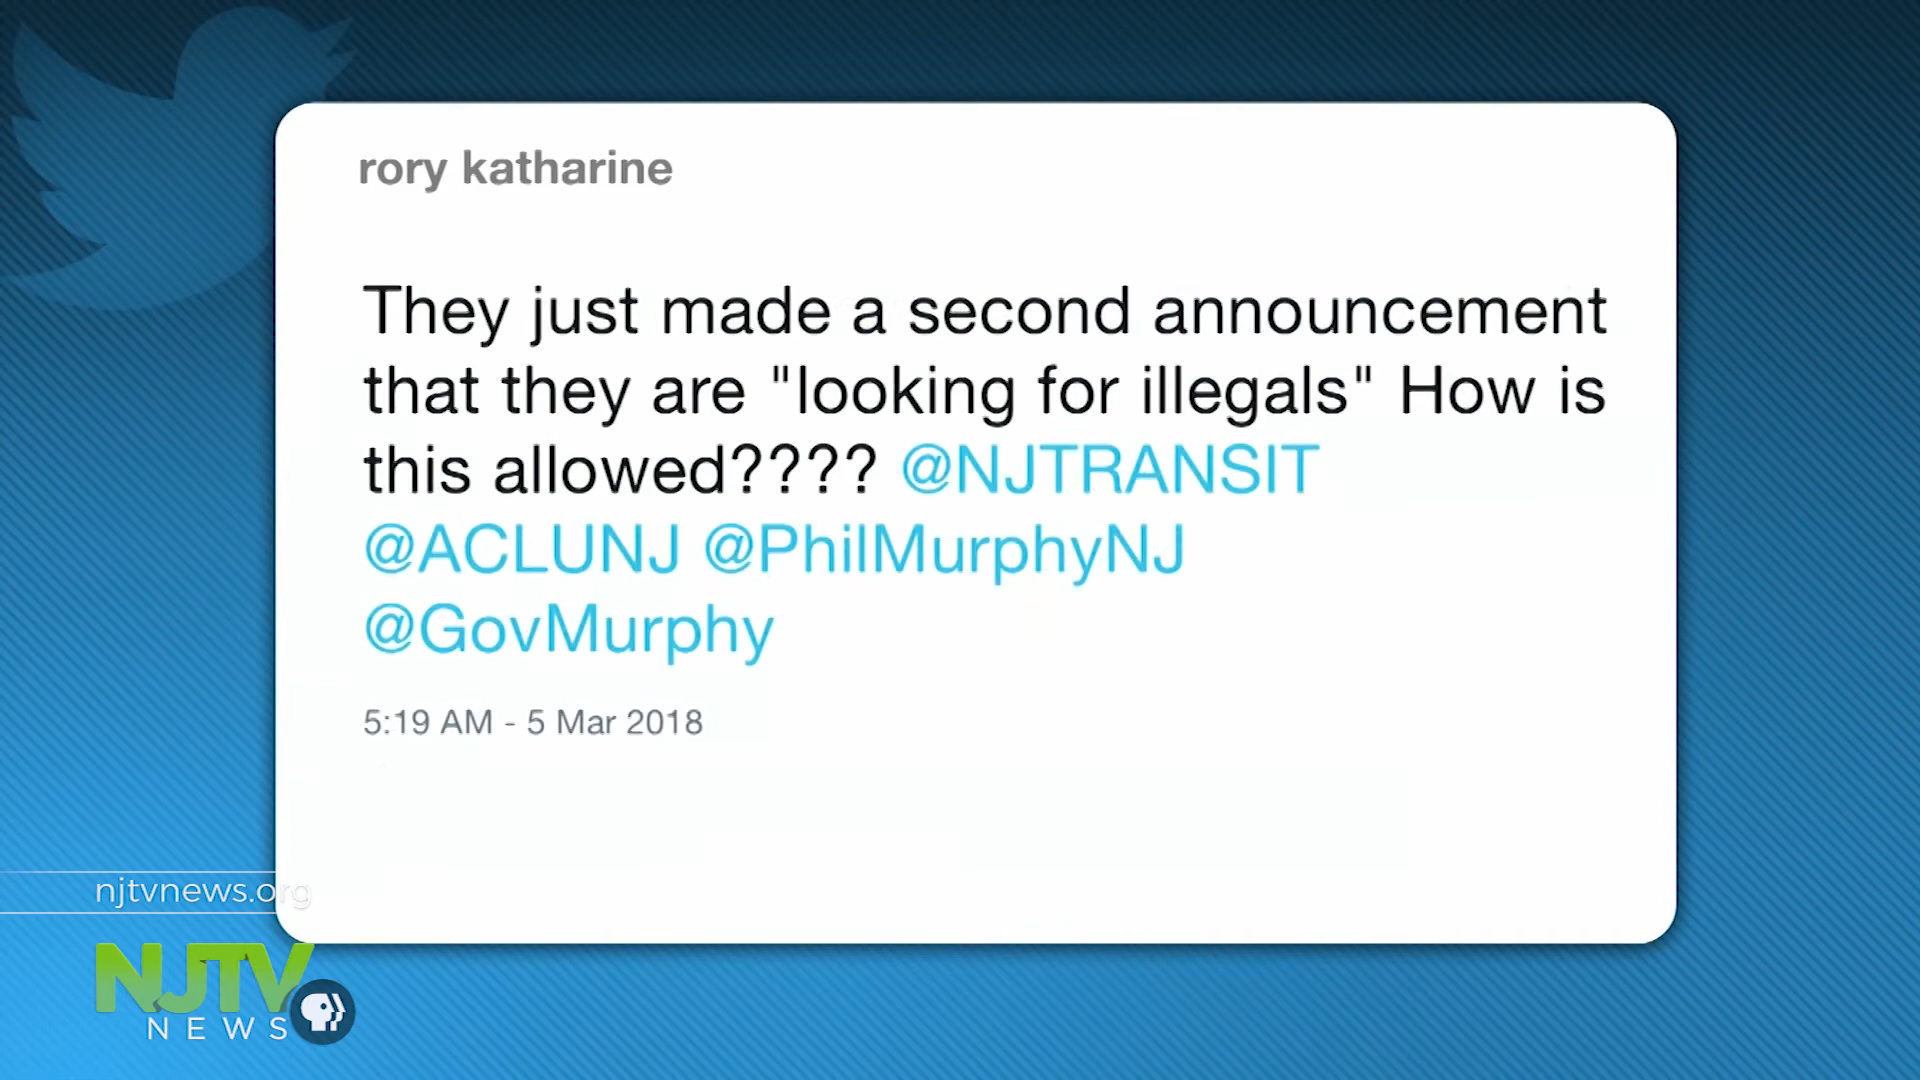 rory katharine
They just made a second announcement
that they are "looking for illegals" How is
this allowed???? @NJTRANSIT
@ACLUNJ @PhilMurphyNJ
@GovMurphy
5:19 AM - 5 Mar 2018
njtvnews.org
NJTV
NEWS